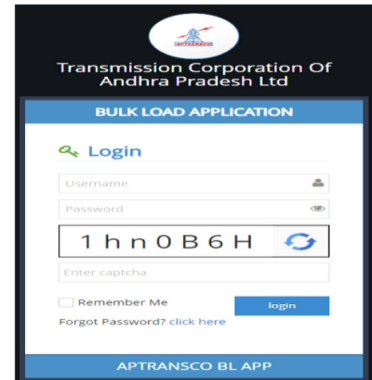 APTRANSCO
Transmission Corporation Of
Andhra Pradesh Ltd
BULK LOAD APPLICATION
Login
Username
Password
1hn0B6H
Enter captcha
Remember Me
login
Forgot Password? click here
APTRANSCO BL APP